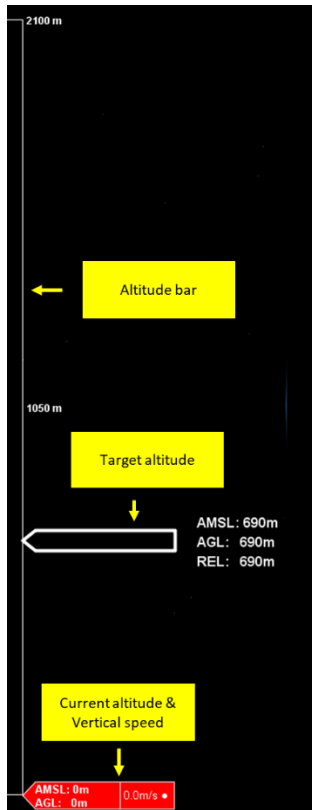 2100 m
Altitude bar
1050 m
Target altitude
AMSL: 690m
AGL: 690m
REL: 690m
Current altitude &
Vertical speed
AMSL: 0m
AGL: 0m
0.0m/s